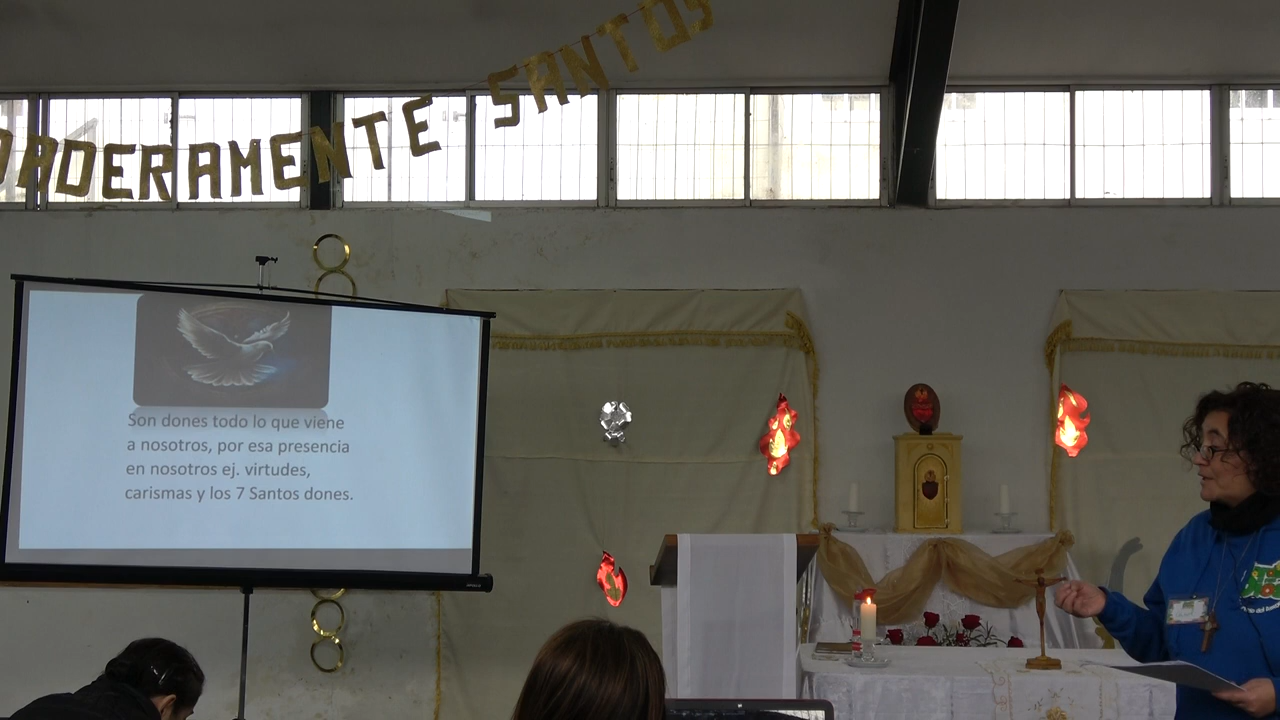 ORDERAMENTE SANTOS
Son dones todo lo que viene
a nosotros, por esa presencia
en nosotros ej. virtudes,
carismas y los 7 Santos dones.